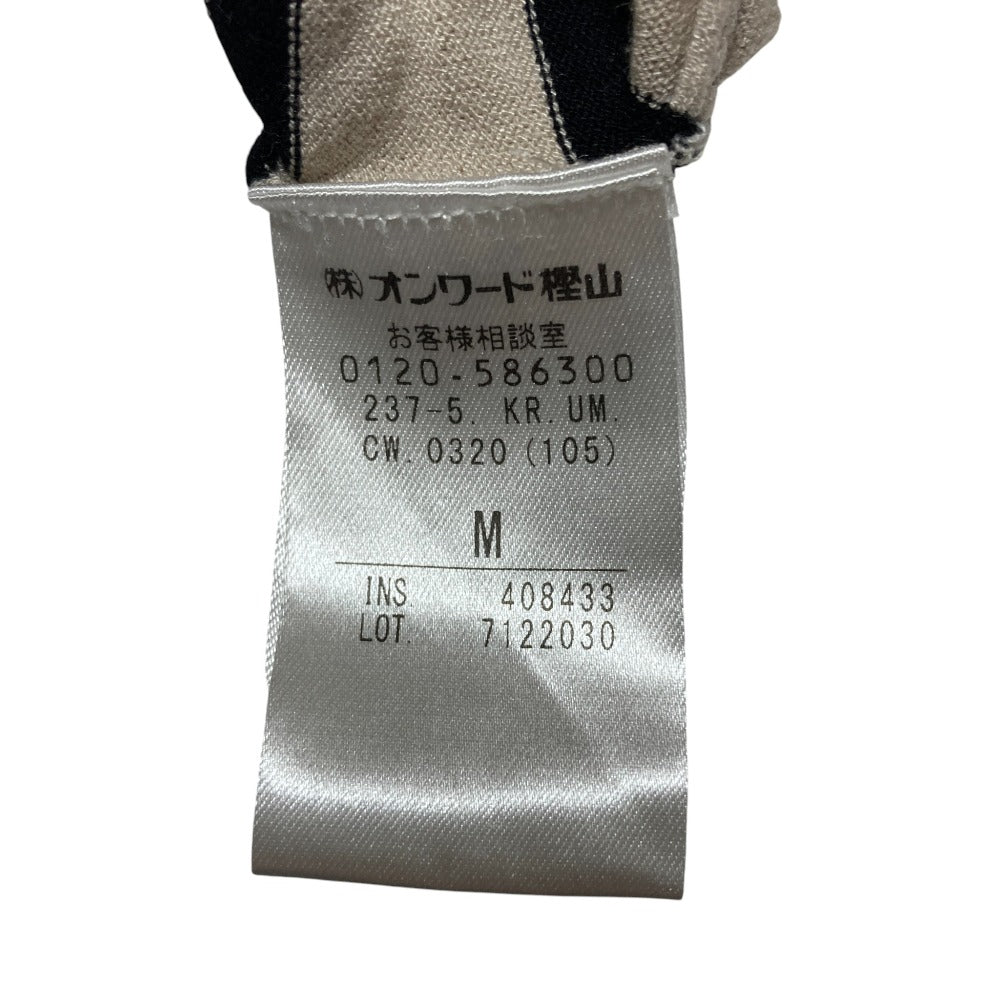 ㈱オンワード樫山
お客様相談室
0120-586300
237-5. KR.UM.
CW.0320(105)
M
INS. 408433
LOT. 7122030